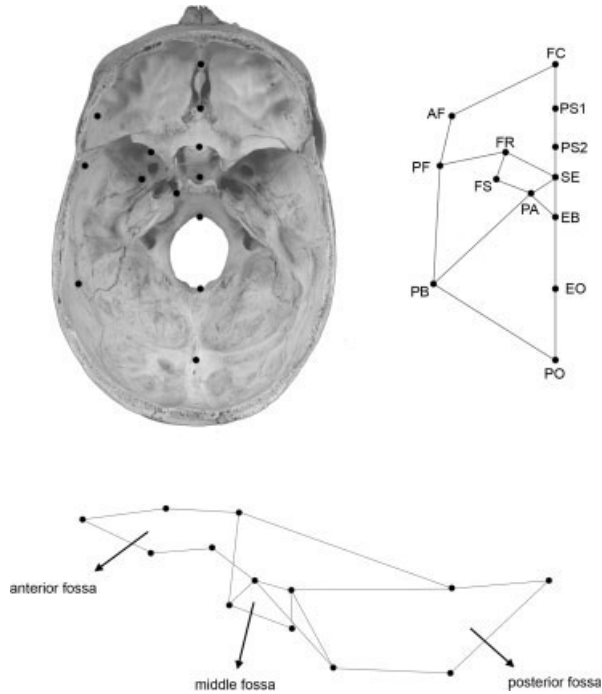 FC
PS1
AF
FR
PS2
PF
SE
FS
PA
EB
PB
EO
PO
anterior fossa
middle fossa
posterior fossa